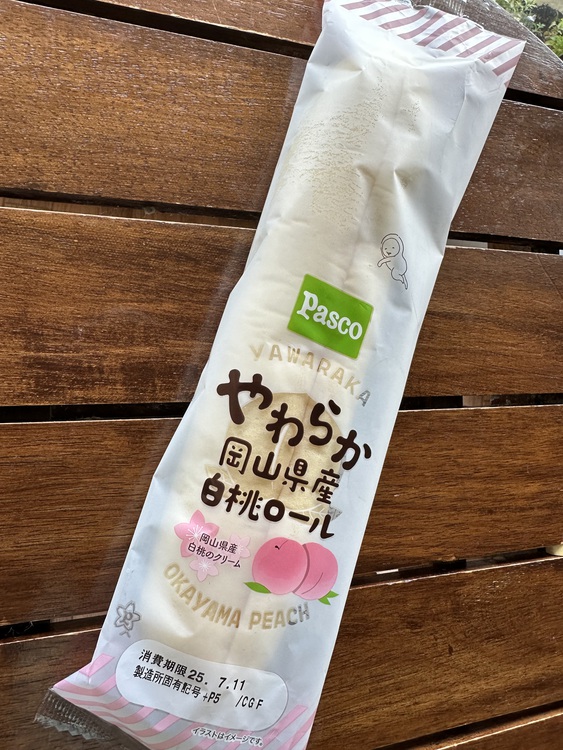 Pasco
YAWARAKA
やわらか
岡山県産
白桃ロール
岡山県産
白桃のクリーム
OKAYAMA PEACH
消費期限25. 7.11
製造所固有記号 +P5 /CGF
イラストはイメージです。